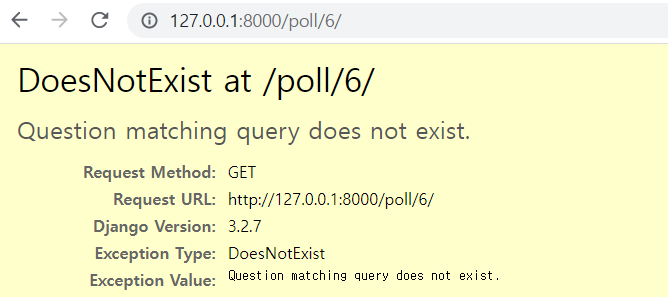 127.0.0.1:8000/poll/6/
DoesNotExist at /poll/6/
Question matching query does not exist.
Request Method: GET
Request URL: http://127.0.0.1:8000/poll/6/
Django Version: 3.2.7
Exception Type: DoesNotExist
Exception Value: Question matching query does not exist.